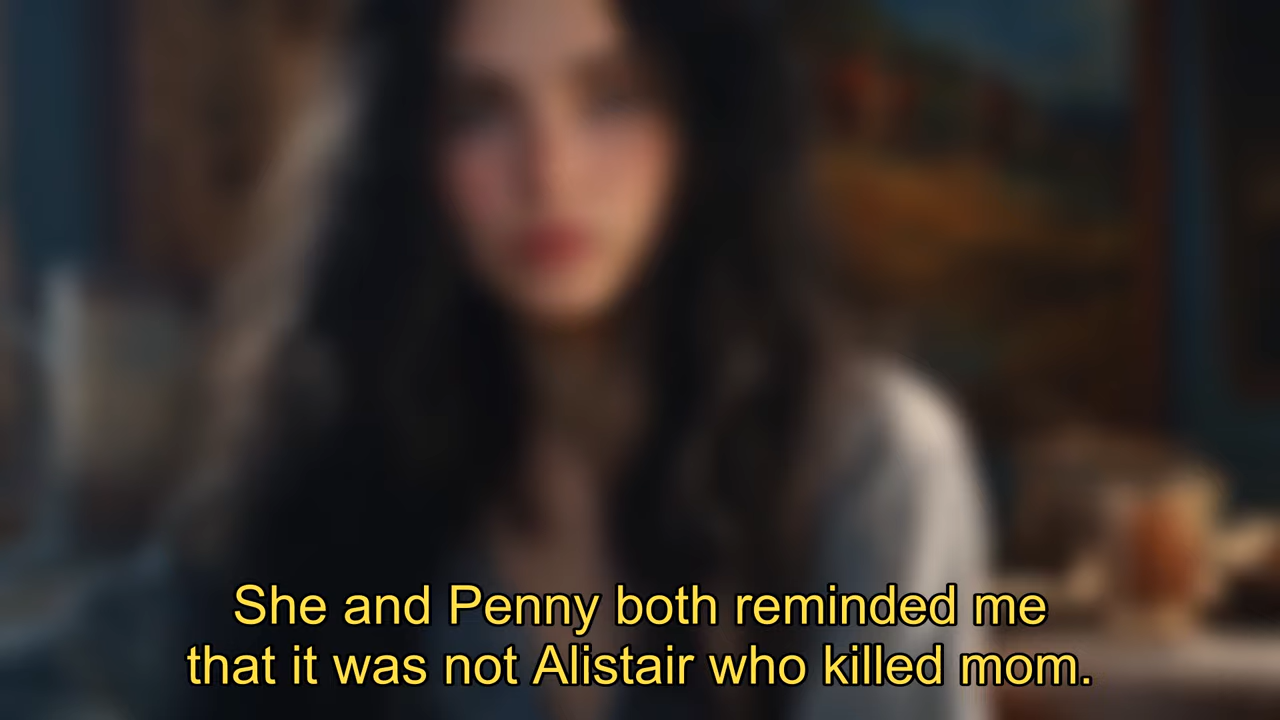 She and Penny both reminded me
that it was not Alistair who killed mom.